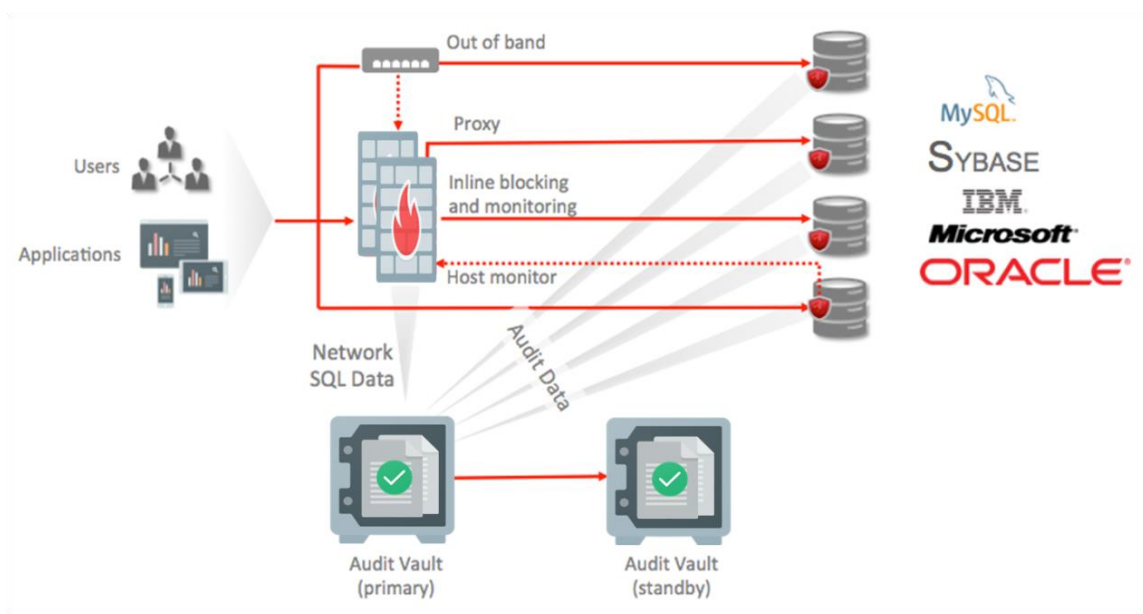 Out of band
Proxy
Users
Inline blocking
and monitoring
Applications
Host monitor
Network
SQL Data
Audit Data
Audit Vault
(primary)
Audit Vault
(standby)
MySQL™
SYBASE
IBM®
Microsoft®
ORACLE®